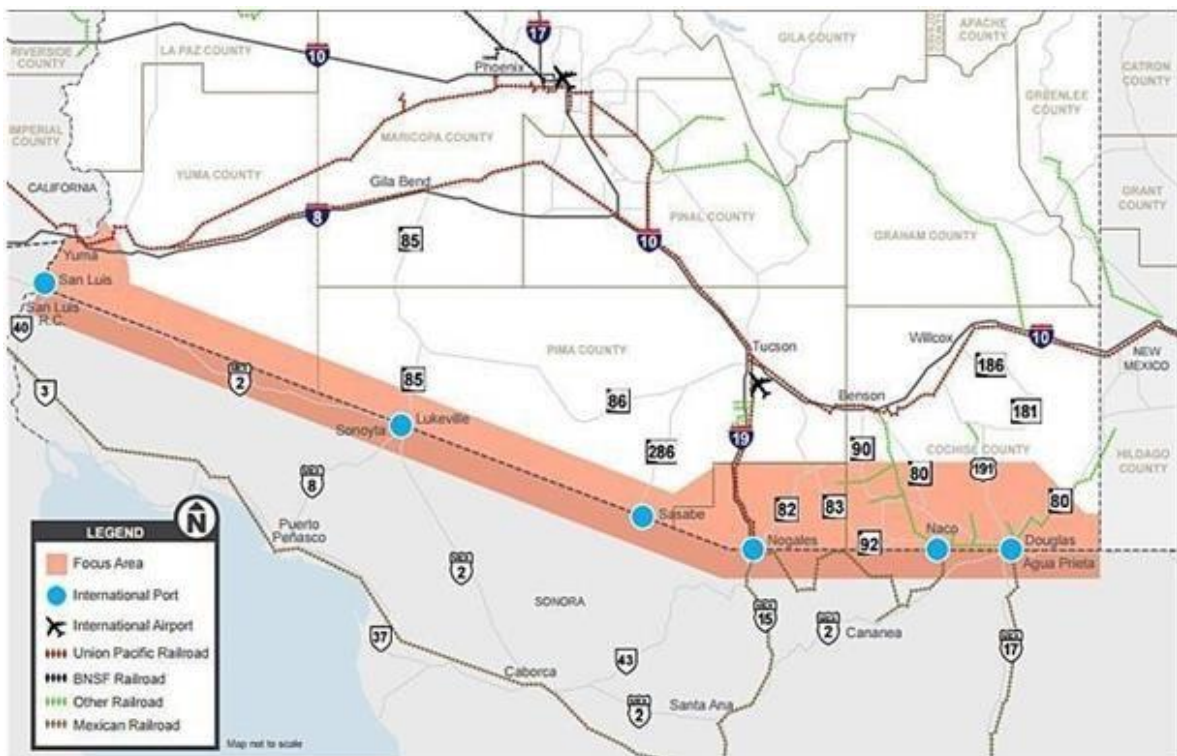 RIVERSIDE
COUNTY
LA PAZ COUNTY
10
10
17
Phoenix
GILA COUNTY
APACHE
COUNTY
CATRON
COUNTY
GREENLEE
COUNTY
IMPERIAL
COUNTY
MARICOPA COUNTY
YUMA COUNTY
CALIFORNIA
Gila Bend
8
85
PINAL COUNTY
10
GRAHAM COUNTY
GRANT
COUNTY
Yuma
San Luis
San Luis
R.C.
40
3
2
PIMA COUNTY
Tucson
Willcox
10
NEW
MEXICO
85
86
186
Benson
181
Lukeville
Sonoyta
286
19
90
COCHISE COUNTY
80
191
HILDAGO
COUNTY
8
Sasabe
82
83
80
Puerto
Peñasco
Nogales
92
Naco
Douglas
Agua Prieta
2
SONORA
15
2
Cananea
17
37
43
Caborca
2
Santa Ana
N
LEGEND
Focus Area
International Port
International Airport
Union Pacific Railroad
BNSF Railroad
Other Railroad
Mexican Railroad
Map not to scale